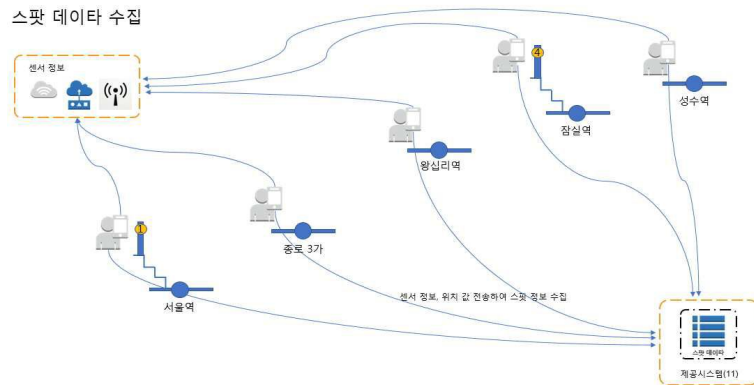 스팟 데이타 수집
센서 정보
4
성수역
잠실역
왕십리역
1
종로 3가
서울역
센서 정보, 위치 값 전송하여 스팟 정보 수집
스팟 데이타
제공시스템(11)